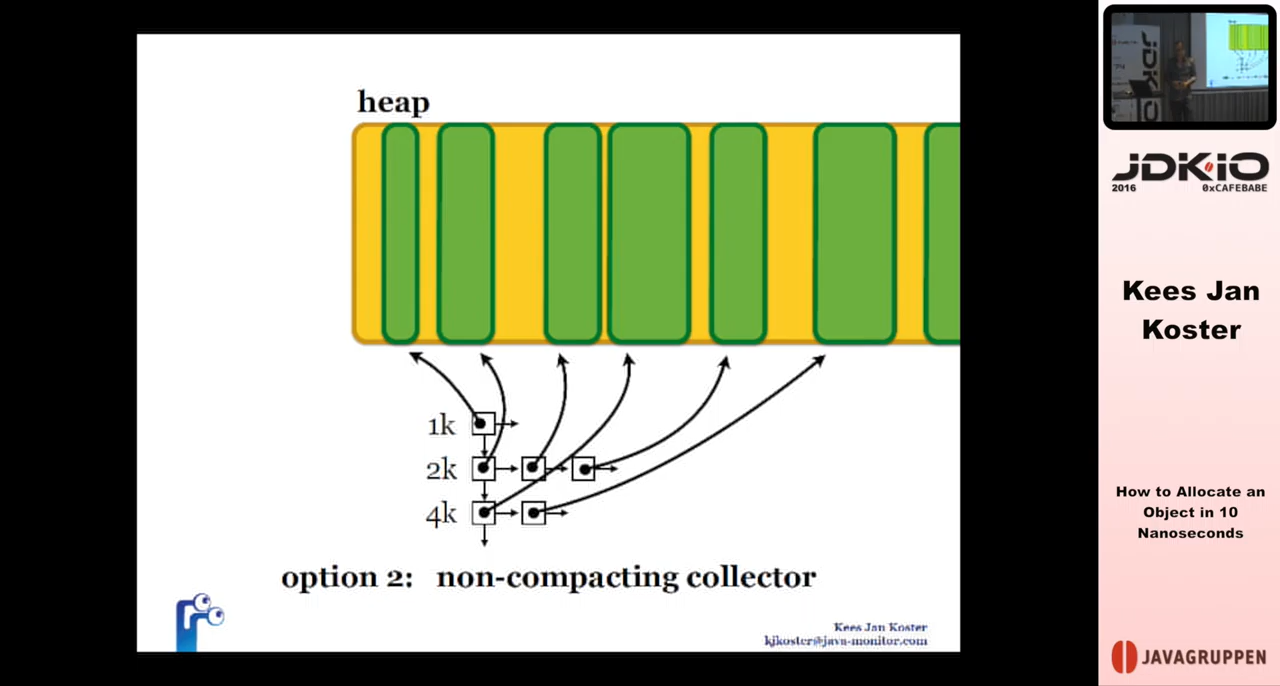 heap
1k
2k
4k
option 2: non-compacting collector
Kees Jan Koster
kjkoster@java-monitor.com
JDK.IO
2016 0xCAFEBABE
Kees Jan
Koster
How to Allocate an
Object in 10
Nanoseconds
JAVAGRUPPEN